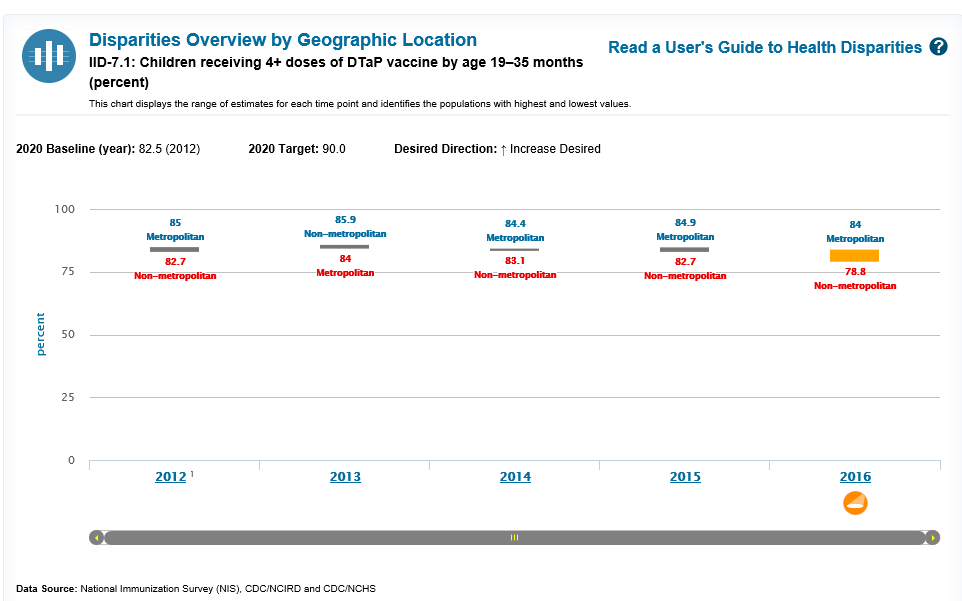 Disparities Overview by Geographic Location
Read a User's Guide to Health Disparities ?
IID-7.1: Children receiving 4+ doses of DTaP vaccine by age 19–35 months
(percent)
This chart displays the range of estimates for each time point and identifies the populations with highest and lowest values.
2020 Baseline (year): 82.5 (2012) 2020 Target: 90.0 Desired Direction: ↑ Increase Desired
percent
100
75
50
25
0
85
Metropolitan
82.7
Non–metropolitan
85.9
Non–metropolitan
84
Metropolitan
84.4
Metropolitan
83.1
Non–metropolitan
84.9
Metropolitan
82.7
Non–metropolitan
84
Metropolitan
78.8
Non–metropolitan
2012 1
2013
2014
2015
2016
Data Source: National Immunization Survey (NIS), CDC/NCIRD and CDC/NCHS